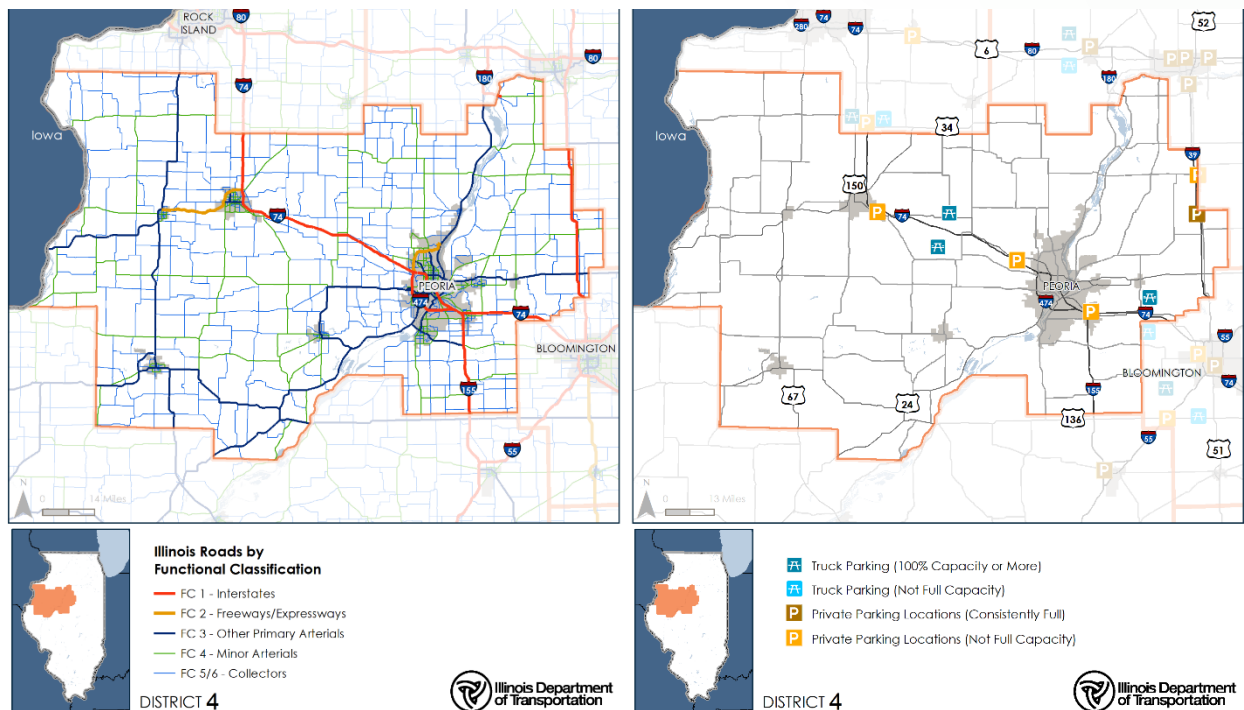 80
ROCK
ISLAND
74
80
180
Iowa
74
PEORIA
474
74
BLOOMINGTON
155
55
N
0 14 Miles
Illinois Roads by
Functional Classification
FC 1 - Interstates
FC 2 - Freeways/Expressways
FC 3 - Other Primary Arterials
FC 4 - Minor Arterials
FC 5/6 - Collectors
DISTRICT 4
Illinois Department
of Transportation
280
74
P
6
80
P
P P P
P
52
180
P
Iowa
34
39
P
150
P
74
P
P
PEORIA
474
P
74
55
P
P
BLOOMINGTON
74
155
67
24
136
P
55
51
P
N
0 13 Miles
Truck Parking (100% Capacity or More)
Truck Parking (Not Full Capacity)
P Private Parking Locations (Consistently Full)
P Private Parking Locations (Not Full Capacity)
DISTRICT 4
Illinois Department
of Transportation